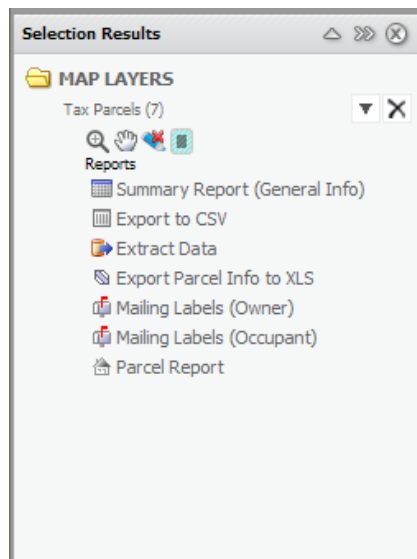 Selection Results
MAP LAYERS
Tax Parcels (7)
Reports
Summary Report (General Info)
Export to CSV
Extract Data
Export Parcel Info to XLS
Mailing Labels (Owner)
Mailing Labels (Occupant)
Parcel Report